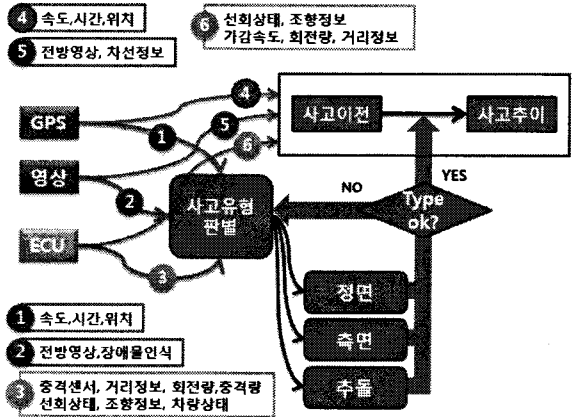 4 속도,시간,위치
5 전방영상, 차선정보
6 선회상태, 조향정보
가감속도, 회전량, 거리정보
GPS
영상
ECU
4
5
6
1
2
3
사고이전
사고추이
사고유형
판별
NO
YES
Type
ok?
정면
측면
추돌
1 속도,시간,위치
2 전방영상,장애물인식
3 충격센서, 거리정보, 회전량,충격량
선회상태, 조향정보, 차량상태